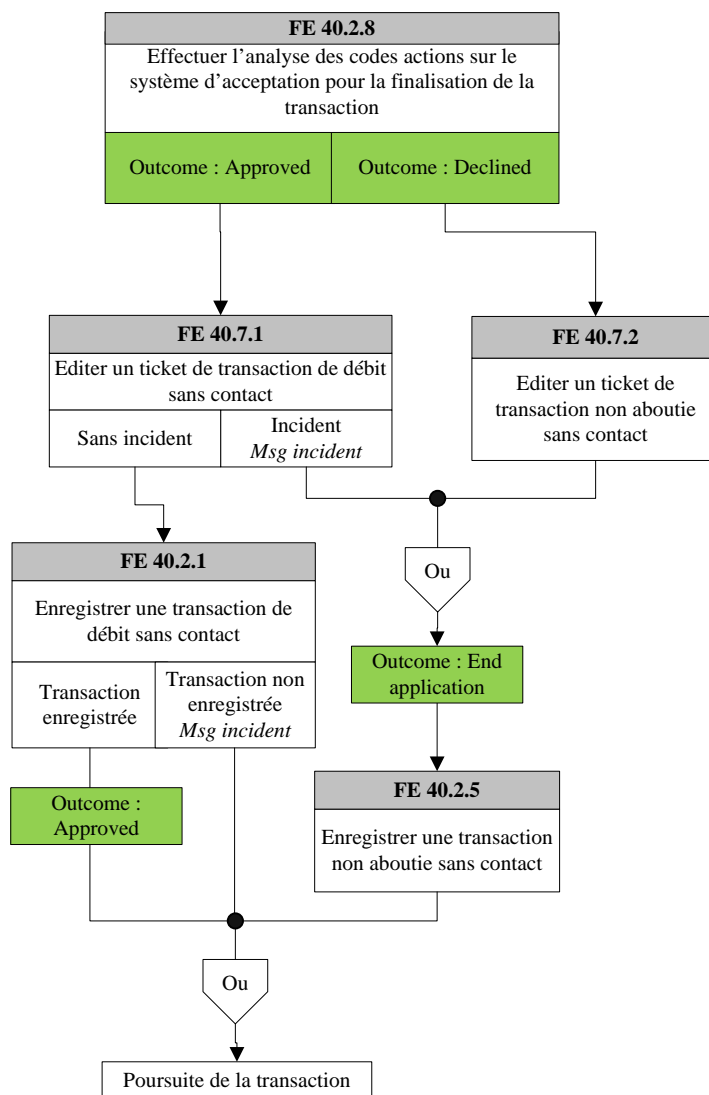 FE 40.2.8
Effectuer l’analyse des codes actions sur le
système d’acceptation pour la finalisation de la
transaction
Outcome : Approved
Outcome : Declined
FE 40.7.1
Editer un ticket de transaction de débit
sans contact
Sans incident
Incident
Msg incident
FE 40.7.2
Editer un ticket de
transaction non aboutie
sans contact
FE 40.2.1
Enregistrer une transaction de
débit sans contact
Transaction
enregistrée
Transaction non
enregistrée
Msg incident
Ou
Outcome : End
application
Outcome :
Approved
FE 40.2.5
Enregistrer une transaction
non aboutie sans contact
Ou
Poursuite de la transaction